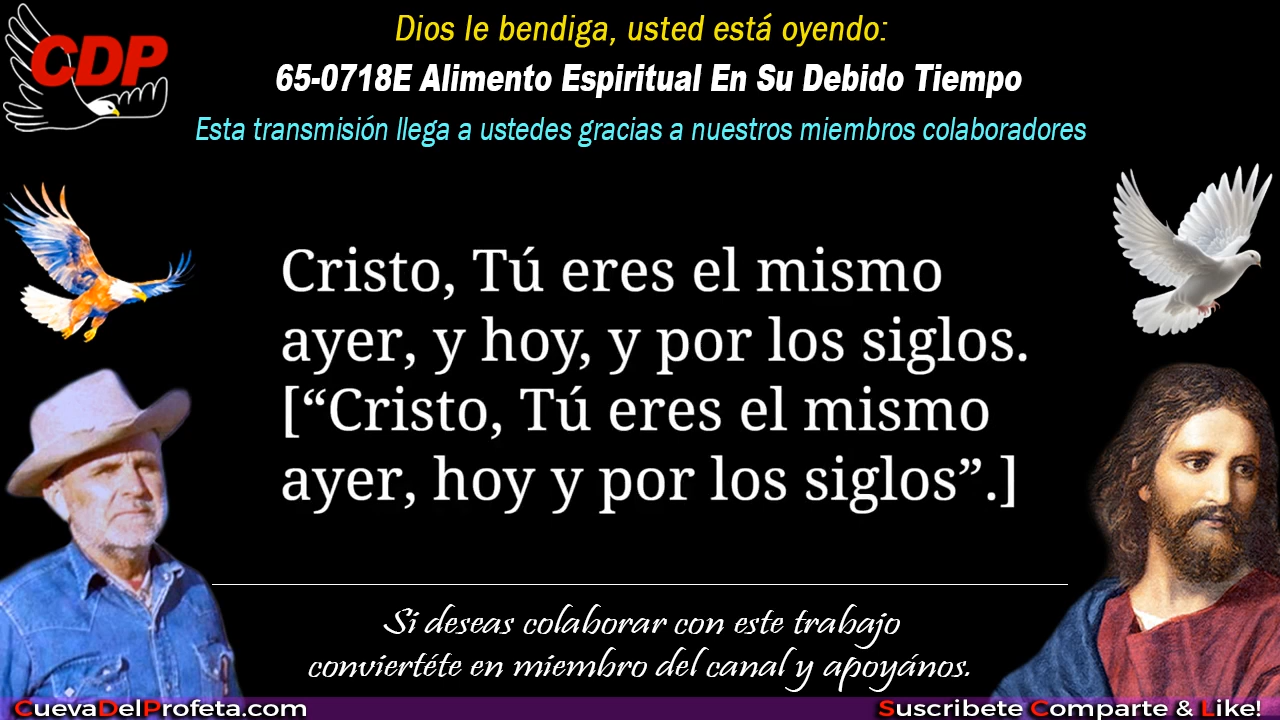 CDP
Dios le bendiga, usted está oyendo:
65-0718E Alimento Espiritual En Su Debido Tiempo
Esta transmisión llega a ustedes gracias a nuestros miembros colaboradores
Cristo, Tú eres el mismo
ayer, y hoy, y por los siglos.
[“Cristo, Tú eres el mismo
ayer, hoy y por los siglos”.]
Si deseas colaborar con este trabajo
conviertéte en miembro del canal y apoyános.
CuevaDelProfeta.com
Suscribete Comparte & Like!